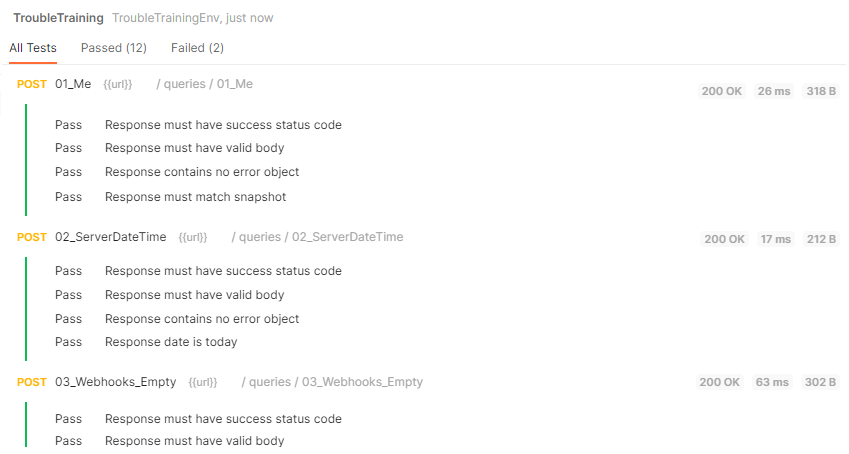 TroubleTraining TroubleTrainingEnv, just now
All Tests Passed (12) Failed (2)
POST 01_Me {{url}} / queries / 01_Me 200 OK 26 ms 318 B
Pass Response must have success status code
Pass Response must have valid body
Pass Response contains no error object
Pass Response must match snapshot
POST 02_ServerDateTime {{url}} / queries / 02_ServerDateTime 200 OK 17 ms 212 B
Pass Response must have success status code
Pass Response must have valid body
Pass Response contains no error object
Pass Response date is today
POST 03_Webhooks_Empty {{url}} / queries / 03_Webhooks_Empty 200 OK 63 ms 302 B
Pass Response must have success status code
Pass Response must have valid body